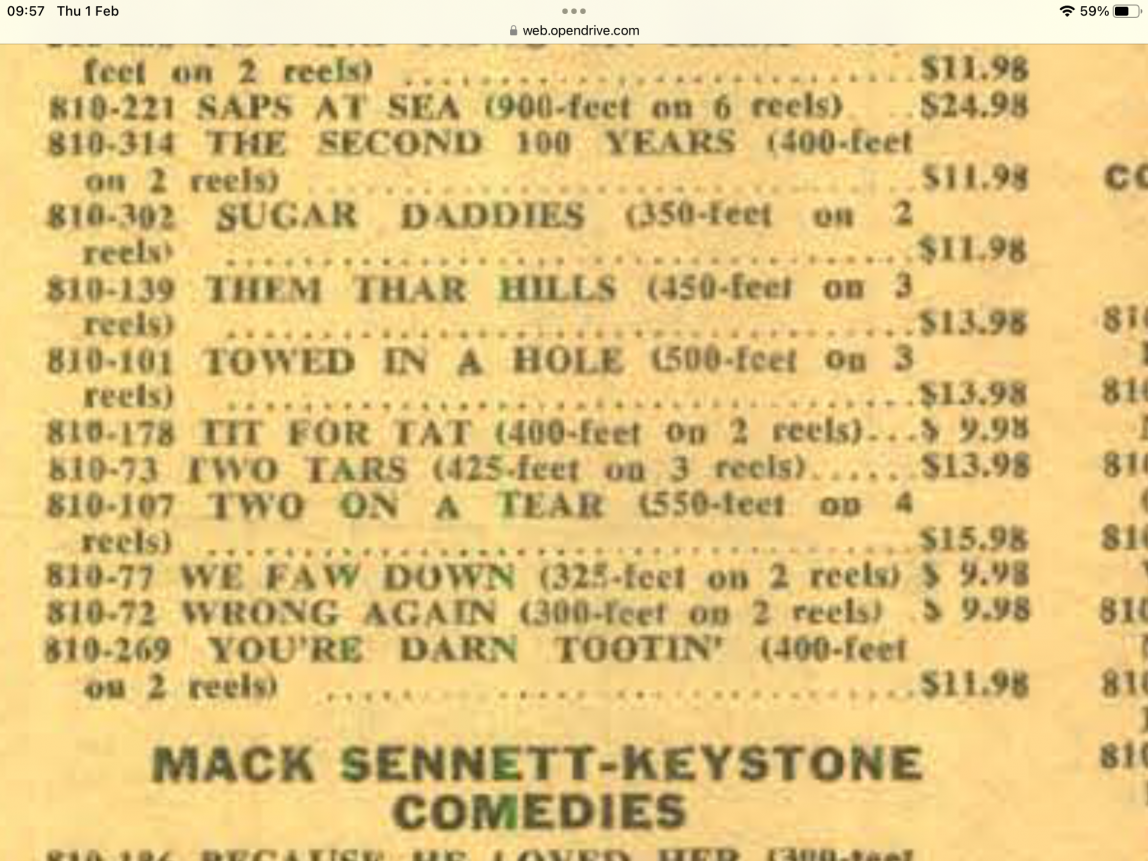 09:57 Thu 1 Feb
59%
web.opendrive.com
feet on 2 reels) $11.98
810-221 SAPS AT SEA (900-feet on 6 reels) $24.98
810-314 THE SECOND 100 YEARS (400-feet
on 2 reels) $11.98
810-302 SUGAR DADDIES (350-feet on 2
reels) $11.98
810-139 THEM THAR HILLS (450-feet on 3
reels) $13.98
810-101 TOWED IN A HOLE (500-feet on 3
reels) $13.98
810-178 TIT FOR TAT (400-feet on 2 reels)...$ 9.98
810-73 TWO TARS (425-feet on 3 reels)......$13.98
810-107 TWO ON A TEAR (550-feet on 4
reels) $15.98
810-77 WE FAW DOWN (325-feet on 2 reels) $ 9.98
810-72 WRONG AGAIN (300-feet on 2 reels) $ 9.98
810-269 YOU'RE DARN TOOTIN' (400-feet
on 2 reels) $11.98
MACK SENNETT-KEYSTONE
COMEDIES
BECAUSE HE LOVED HER (300-feet